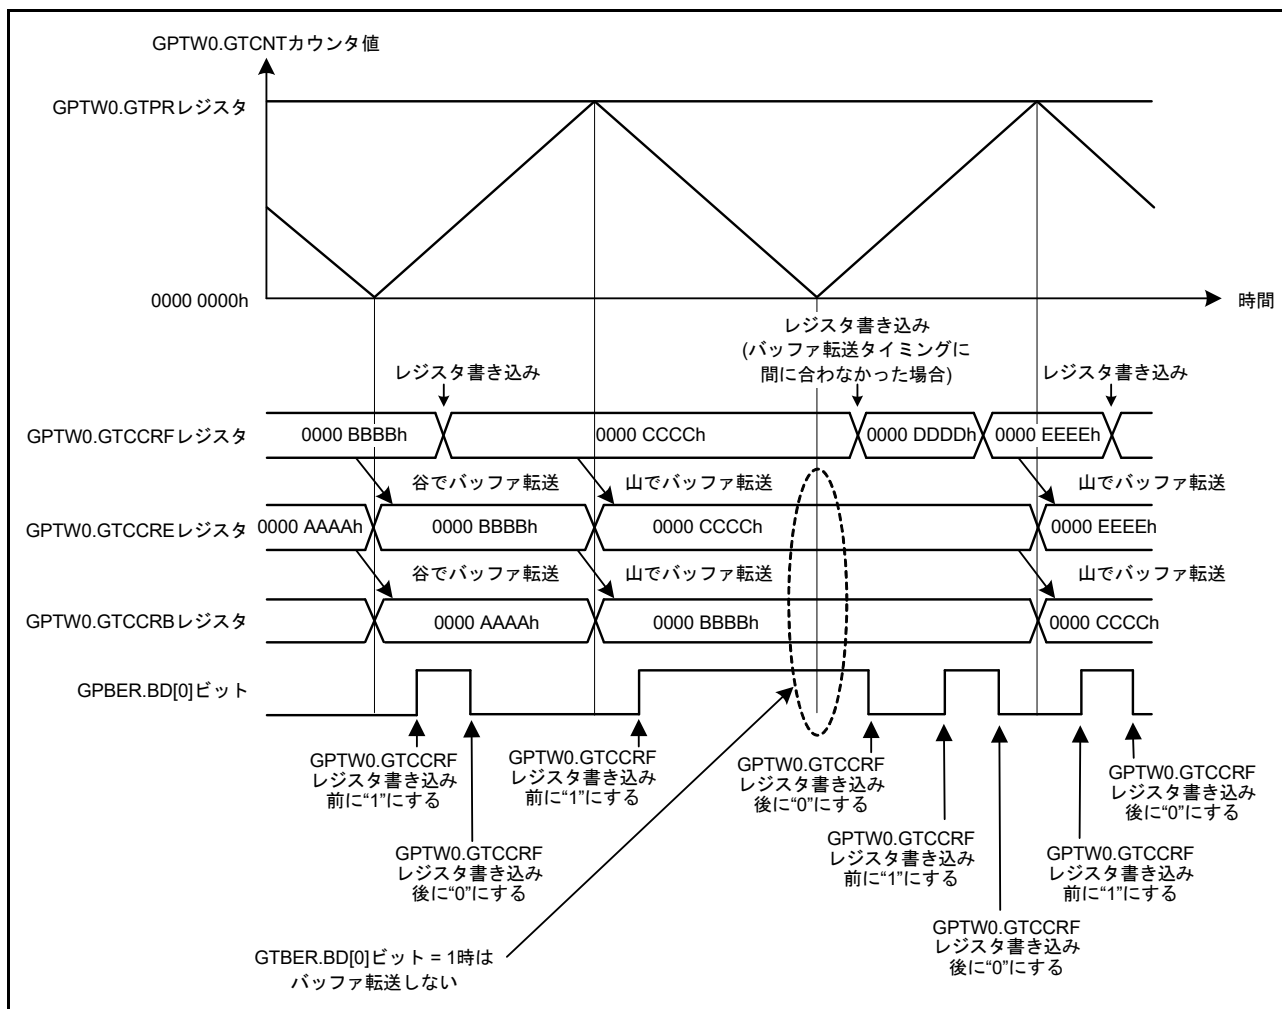 GPTW0.GTCNTカウンタ値
GPTW0.GTPRレジスタ
0000 0000h
時間
レジスタ書き込み
レジスタ書き込み
(バッファ転送タイミングに
間に合わなかった場合)
レジスタ書き込み
GPTW0.GTCCRFレジスタ
0000 BBBBh
0000 CCCCh
0000 DDDDh
0000 EEEEh
谷でバッファ転送
山でバッファ転送
山でバッファ転送
GPTW0.GTCCREレジスタ
0000 AAAAh
0000 BBBBh
0000 CCCCh
0000 EEEEh
谷でバッファ転送
山でバッファ転送
山でバッファ転送
GPTW0.GTCCRBレジスタ
0000 AAAAh
0000 BBBBh
0000 CCCCh
GPBER.BD[0]ビット
GPTW0.GTCCRF
レジスタ書き込み
前に“1”にする
GPTW0.GTCCRF
レジスタ書き込み
後に“0”にする
GPTW0.GTCCRF
レジスタ書き込み
前に“1”にする
GPTW0.GTCCRF
レジスタ書き込み
後に“0”にする
GPTW0.GTCCRF
レジスタ書き込み
前に“1”にする
GPTW0.GTCCRF
レジスタ書き込み
後に“0”にする
GPTW0.GTCCRF
レジスタ書き込み
前に“1”にする
GPTW0.GTCCRF
レジスタ書き込み
後に“0”にする
GTBER.BD[0]ビット = 1時は
バッファ転送しない